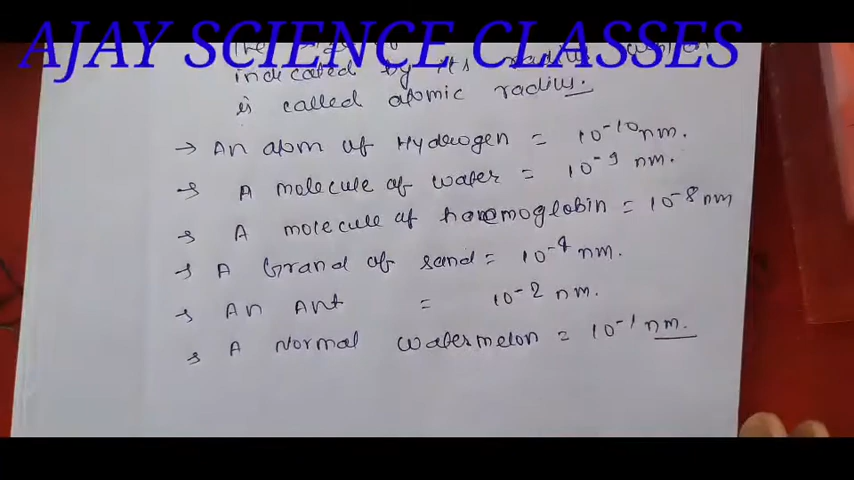 AJAY SCIENCE CLASSES
indicated by its radius
is called atomic radius.
→ An atom of Hydrogen = 10⁻¹⁰ nm.
→ A molecule of water = 10⁻⁹ nm.
→ A molecule of haemoglobin = 10⁻⁸ nm
→ A Grand of sand = 10⁻⁴ nm.
→ An Ant = 10⁻² nm.
→ A Normal watermelon = 10⁻¹ nm.